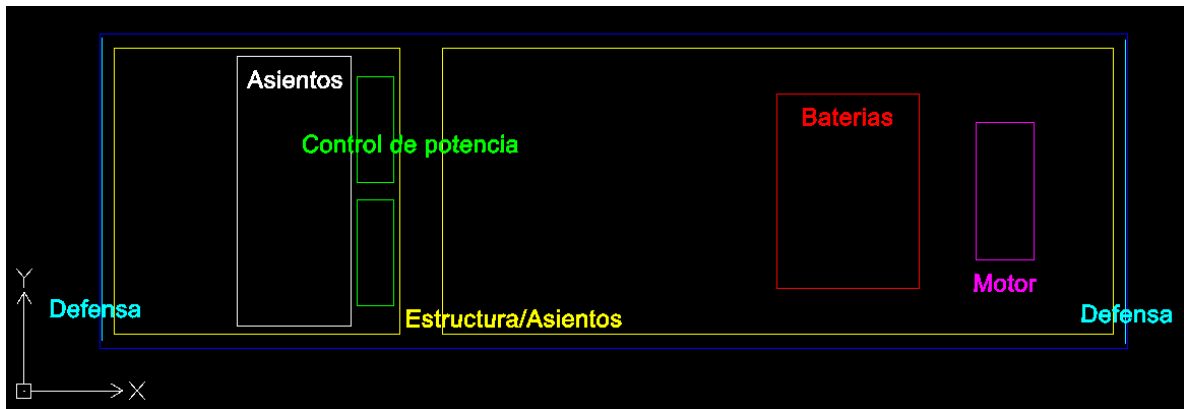 Asientos
Baterias
Control de potencia
Y
Motor
Defensa
Estructura/Asientos
Defensa
X